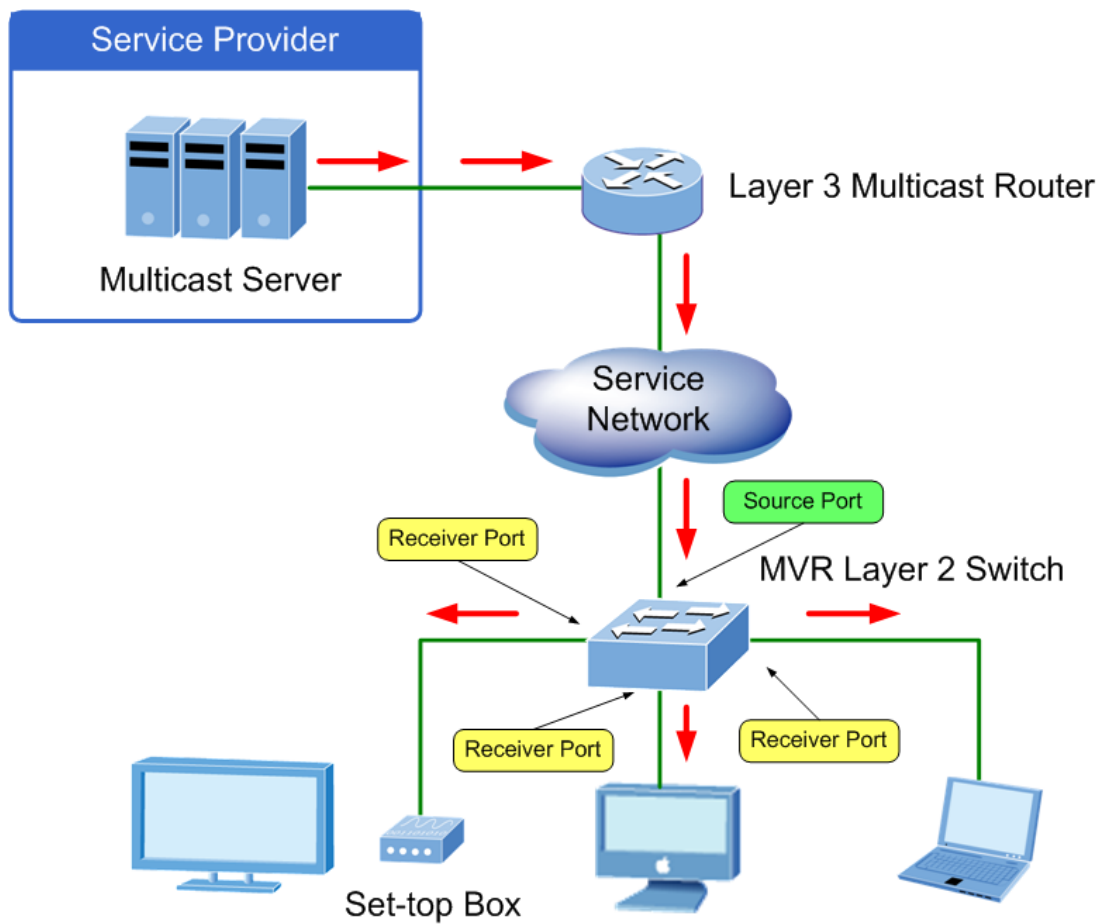 Service Provider
Multicast Server
Layer 3 Multicast Router
Service
Network
Source Port
Receiver Port
MVR Layer 2 Switch
Receiver Port
Receiver Port
Set-top Box